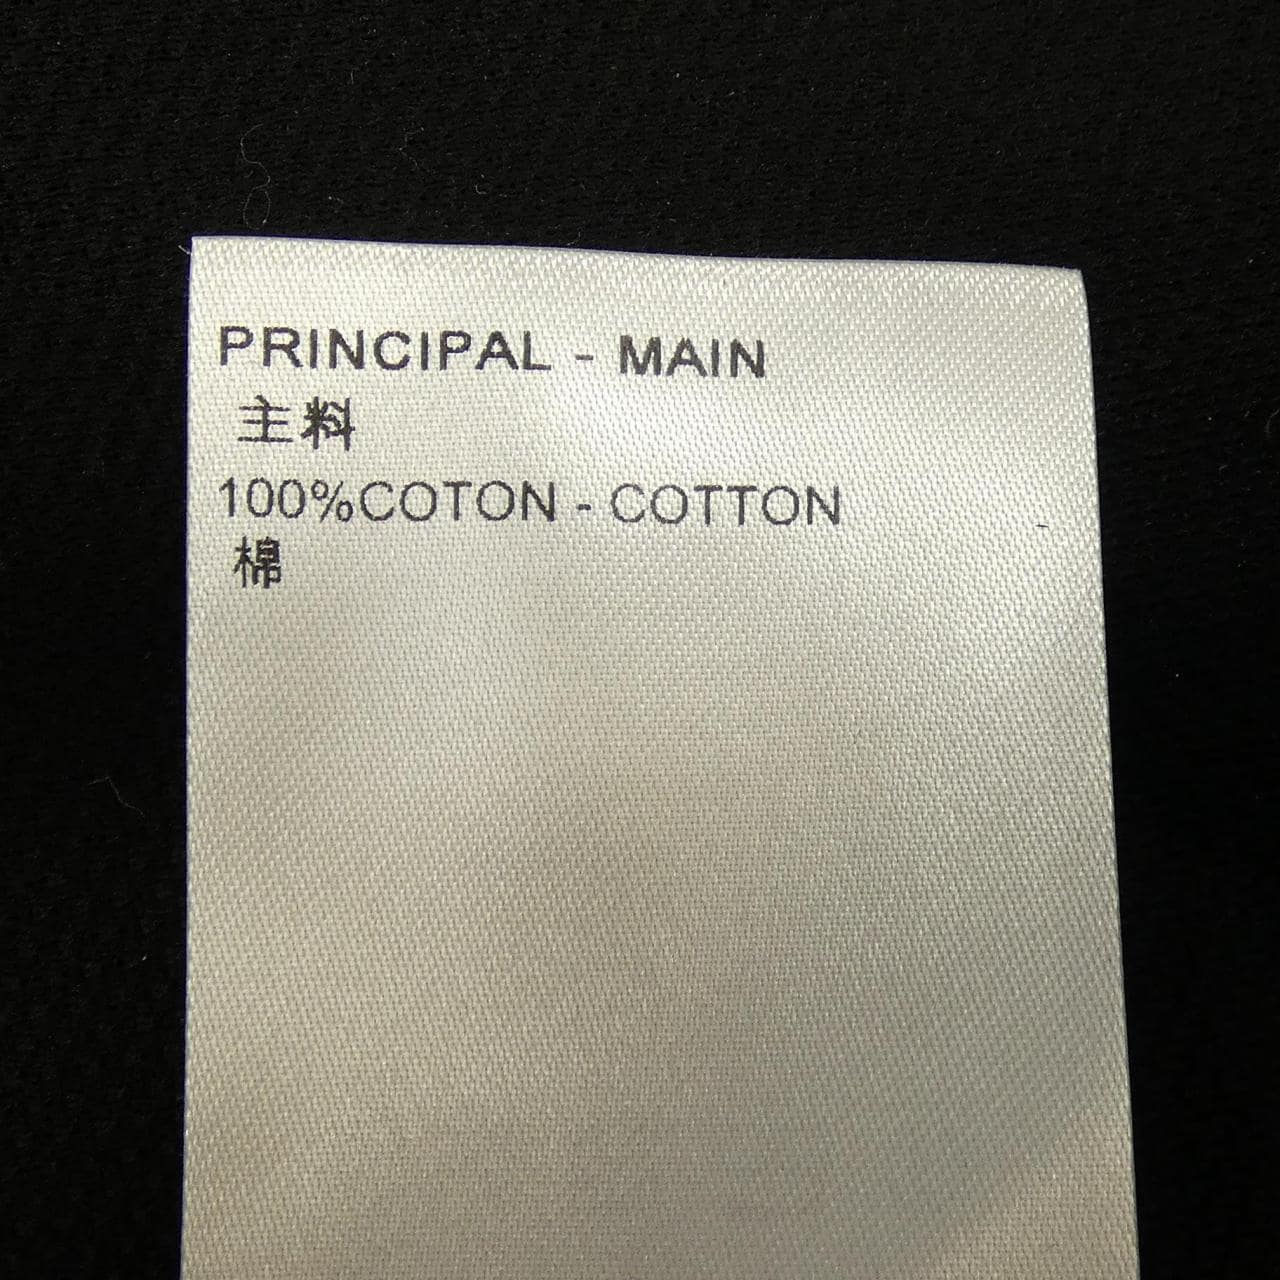 PRINCIPAL - MAIN
主料
100%COTON - COTTON
棉